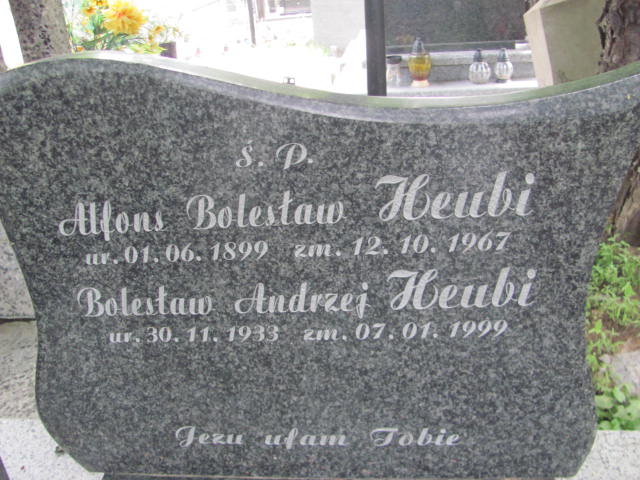 Ś. P.
Alfons Bolesław Heubi
ur. 01. 06. 1899 zm. 12. 10. 1967
Bolesław Andrzej Heubi
ur. 30. 11. 1933 zm. 07. 01. 1999
Jezu ufam Tobie